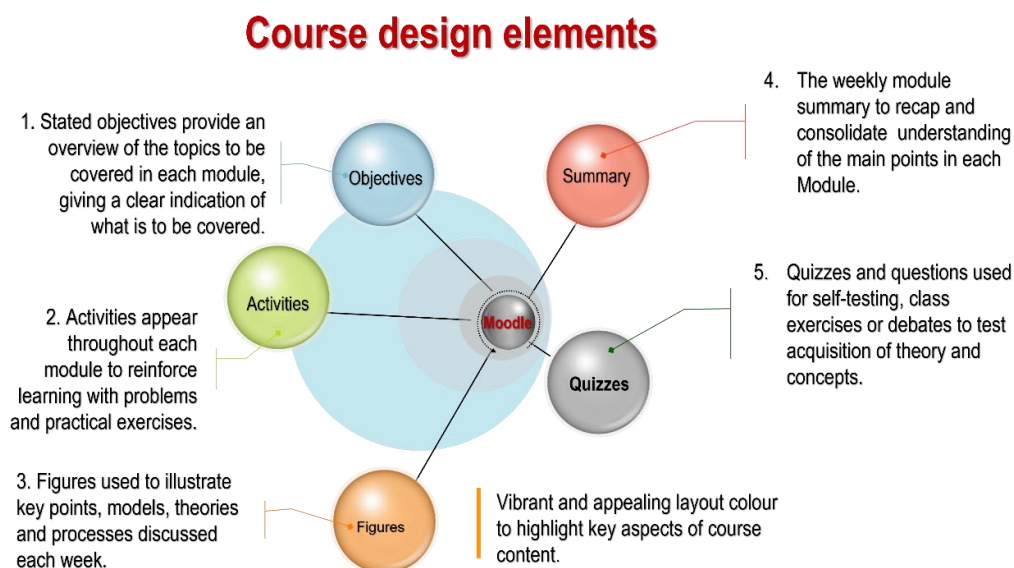 Course design elements
1. Stated objectives provide an
overview of the topics to be
covered in each module,
giving a clear indication of
what is to be covered.
Objectives
Activities
2. Activities appear
throughout each
module to reinforce
learning with problems
and practical exercises.
3. Figures used to illustrate
key points, models, theories
and processes discussed
each week.
Figures
Moodle
Summary
4. The weekly module
summary to recap and
consolidate understanding
of the main points in each
Module.
Quizzes
5. Quizzes and questions used
for self-testing, class
exercises or debates to test
acquisition of theory and
concepts.
Vibrant and appealing layout colour
to highlight key aspects of course
content.